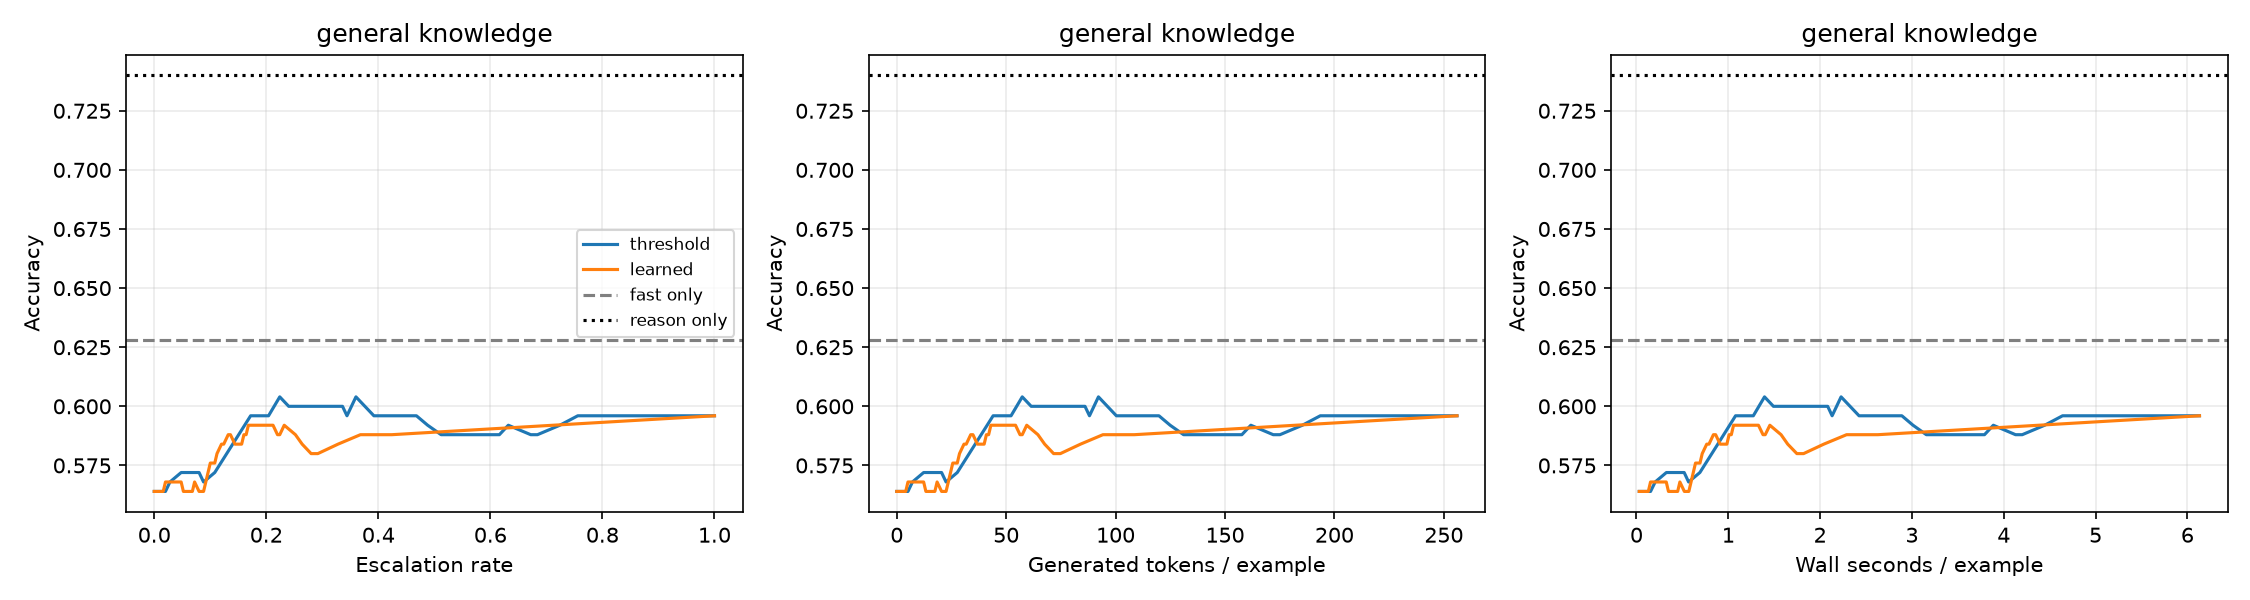 general knowledge
0.725
0.700
0.675
0.650
0.625
0.600
0.575
Accuracy
threshold
learned
fast only
reason only
0.0 0.2 0.4 0.6 0.8 1.0
Escalation rate
general knowledge
0.725
0.700
0.675
0.650
0.625
0.600
0.575
Accuracy
0 50 100 150 200 250
Generated tokens / example
general knowledge
0.725
0.700
0.675
0.650
0.625
0.600
0.575
Accuracy
0 1 2 3 4 5 6
Wall seconds / example